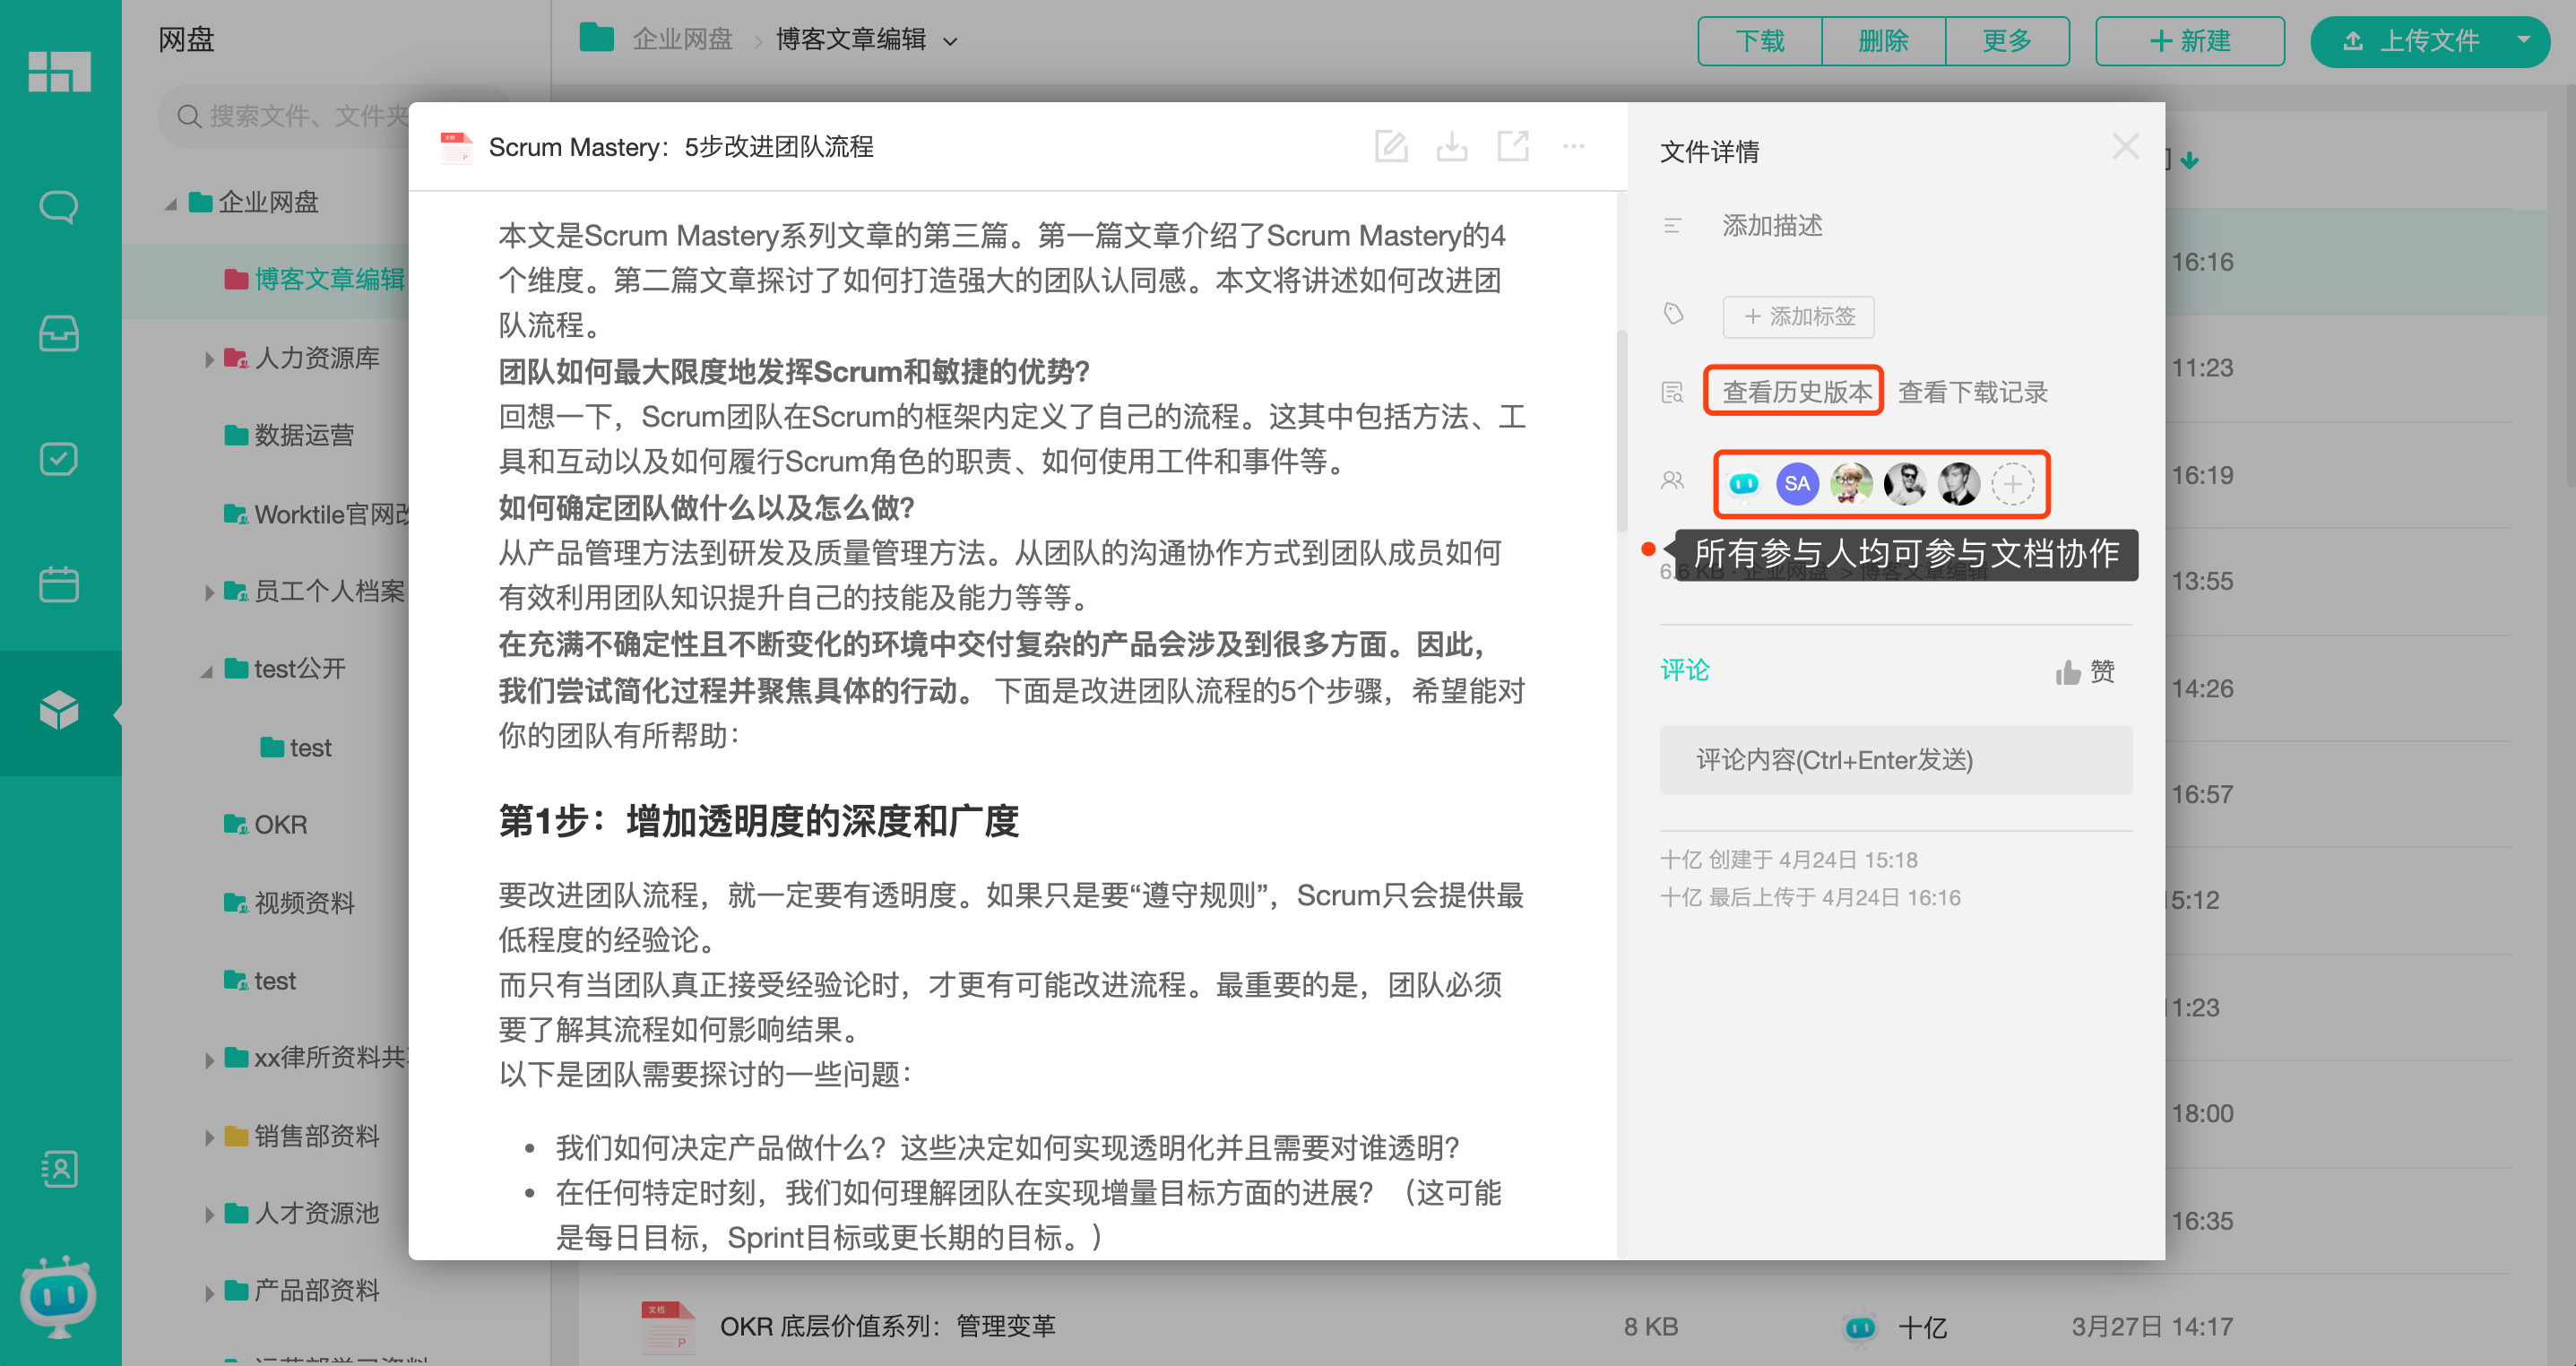 网盘
企业网盘 > 博客文章编辑
下载
删除
更多
+ 新建
上传文件
搜索文件、文件夹
企业网盘
博客文章编辑
人力资源库
数据运营
Worktile官网改
员工个人档案
test公开
test
OKR
视频资料
test
xx律所资料共
销售部资料
人才资源池
产品部资料
Scrum Mastery：5步改进团队流程
本文是Scrum Mastery系列文章的第三篇。第一篇文章介绍了Scrum Mastery的4
个维度。第二篇文章探讨了如何打造强大的团队认同感。本文将讲述如何改进团
队流程。
团队如何最大限度地发挥Scrum和敏捷的优势？
回想一下，Scrum团队在Scrum的框架内定义了自己的流程。这其中包括方法、工
具和互动以及如何履行Scrum角色的职责、如何使用工件和事件等。
如何确定团队做什么以及怎么做？
从产品管理方法到研发及质量管理方法。从团队的沟通协作方式到团队成员如何
有效利用团队知识提升自己的技能及能力等等。
在充满不确定性且不断变化的环境中交付复杂的产品会涉及到很多方面。因此，
我们尝试简化过程并聚焦具体的行动。 下面是改进团队流程的5个步骤，希望能对
你的团队有所帮助：
第1步：增加透明度的深度和广度
要改进团队流程，就一定要有透明度。如果只是要“遵守规则”，Scrum只会提供最
低程度的经验论。
而只有当团队真正接受经验论时，才更有可能改进流程。最重要的是，团队必须
要了解其流程如何影响结果。
以下是团队需要探讨的一些问题：
• 我们如何决定产品做什么？这些决定如何实现透明化并且需要对谁透明？
• 在任何特定时刻，我们如何理解团队在实现增量目标方面的进展？（这可能
是每日目标，Sprint目标或更长期的目标。）
文件详情
添加描述
+ 添加标签
查看历史版本 查看下载记录
SA
所有参与人均可参与文档协作
6.6 KB · 企业网盘 > 博客文章编辑
评论
赞
评论内容(Ctrl+Enter发送)
十亿 创建于 4月24日 15:18
十亿 最后上传于 4月24日 16:16
16:16
11:23
16:19
13:55
14:26
16:57
5:12
1:23
18:00
16:35
文档
P
OKR 底层价值系列：管理变革
8 KB
十亿
3月27日 14:17